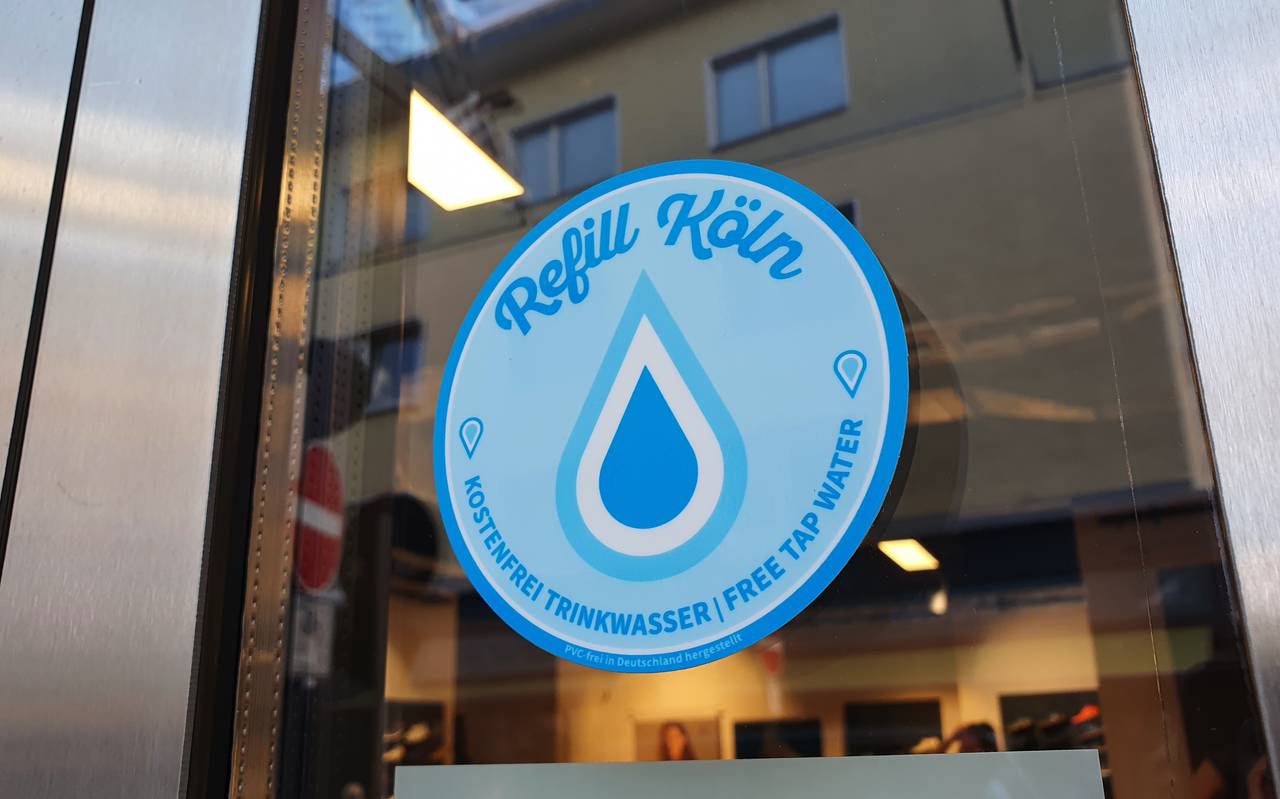 Refill Köln
KOSTENFREI TRINKWASSER | FREE TAP WATER
PVC-frei in Deutschland hergestellt